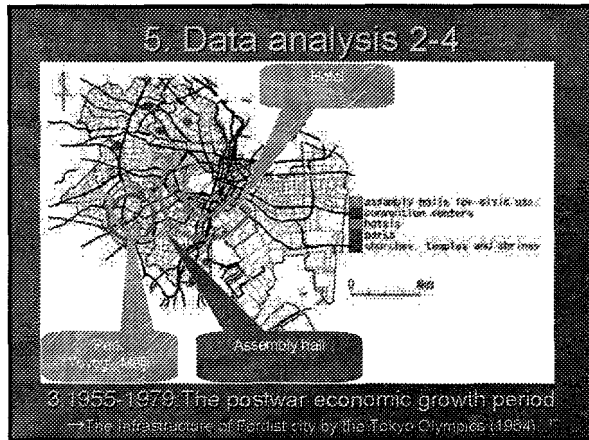 5. Data analysis 2-4
Hotel
assembly halls for civic use
convention centers
hotels
parks
churches, temples and shrines
0
Assembly hall
3 1955-1979 The postwar economic growth period
→The infrastructure of Fordist city by the Tokyo Olympics (1964)